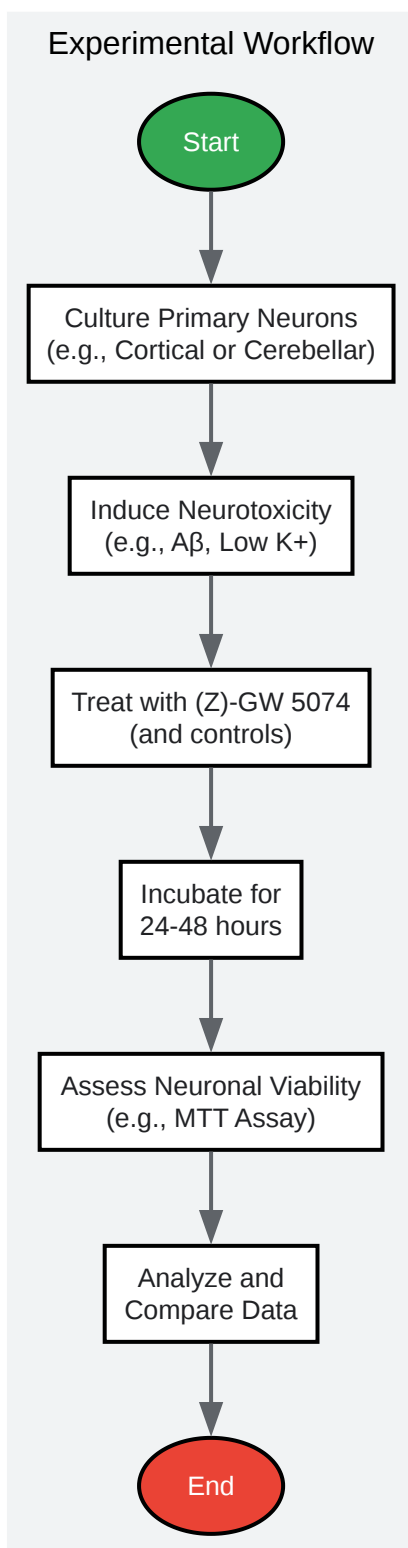 Experimental Workflow
Start
Culture Primary Neurons
(e.g., Cortical or Cerebellar)
Induce Neurotoxicity
(e.g., Aβ, Low K+)
Treat with (Z)-GW 5074
(and controls)
Incubate for
24-48 hours
Assess Neuronal Viability
(e.g., MTT Assay)
Analyze and
Compare Data
End